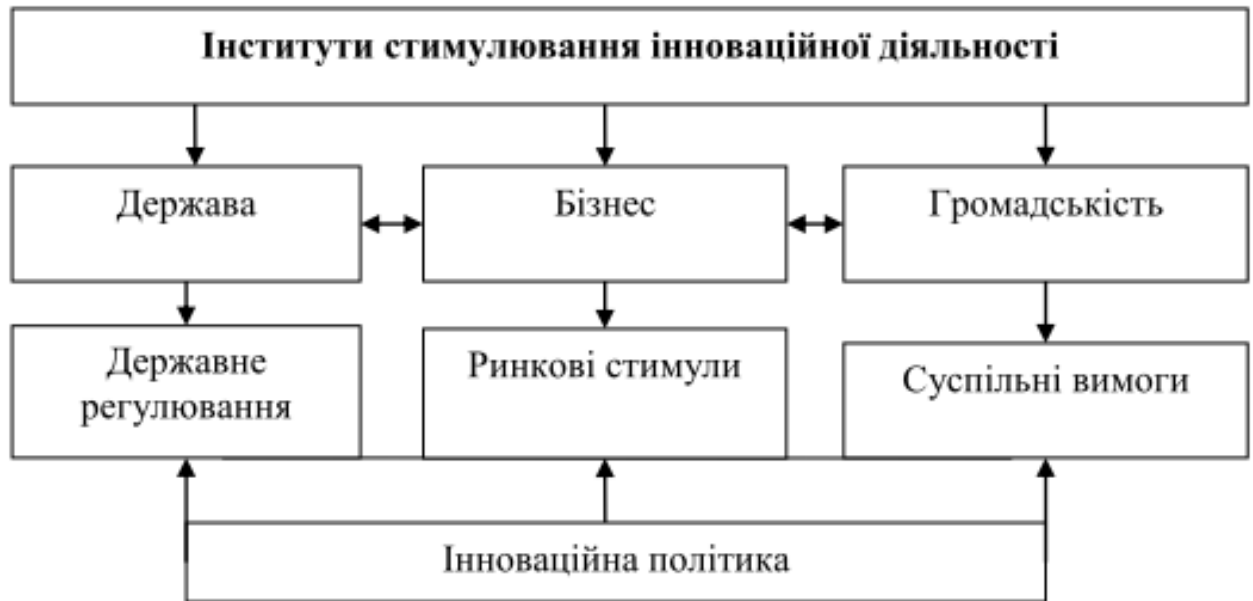 Інститути стимулювання інноваційної діяльності
Держава
Бізнес
Громадськість
Державне
регулювання
Ринкові стимули
Суспільні вимоги
Інноваційна політика